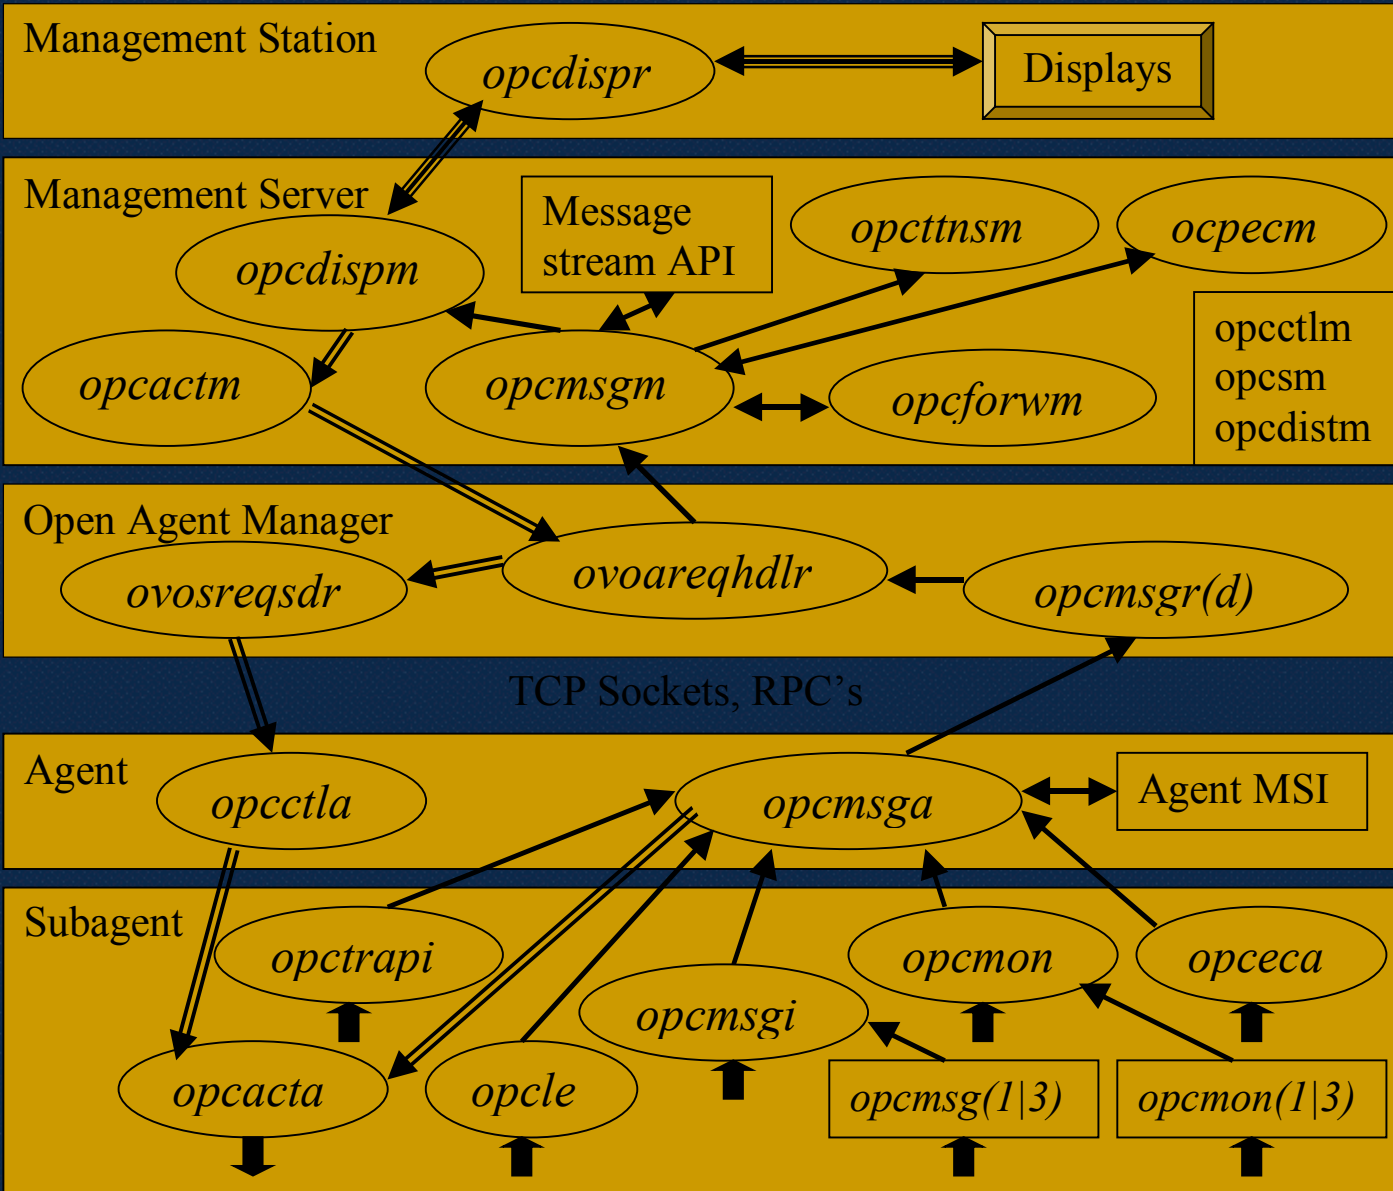 Management Station
opcdispr
Displays
Management Server
Message
stream API
opcttnsm
ocpecm
opcdispm
opcctlm
opcsm
opcdistm
opcactm
opcmsgm
opcforwm
Open Agent Manager
ovosreqsdr
ovoareqhdlr
opcmsgr(d)
TCP Sockets, RPC’s
Agent
opcctla
opcmsga
Agent MSI
Subagent
opctrapi
opcmon
opceca
opcmsgi
opcacta
opcle
opcmsg(1|3)
opcmon(1|3)